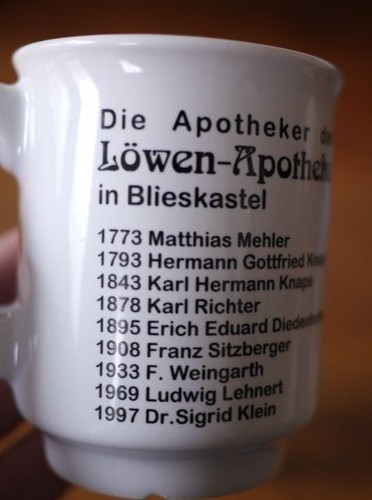 Die Apotheker
Löwen-Apotheke
in Blieskastel
1773 Matthias Mehler
1793 Hermann Gottfried
1843 Karl Hermann Knaps
1878 Karl Richter
1895 Erich Eduard
1908 Franz Sitzberger
1933 F. Weingarth
1969 Ludwig Lehnert
1997 Dr.Sigrid Klein